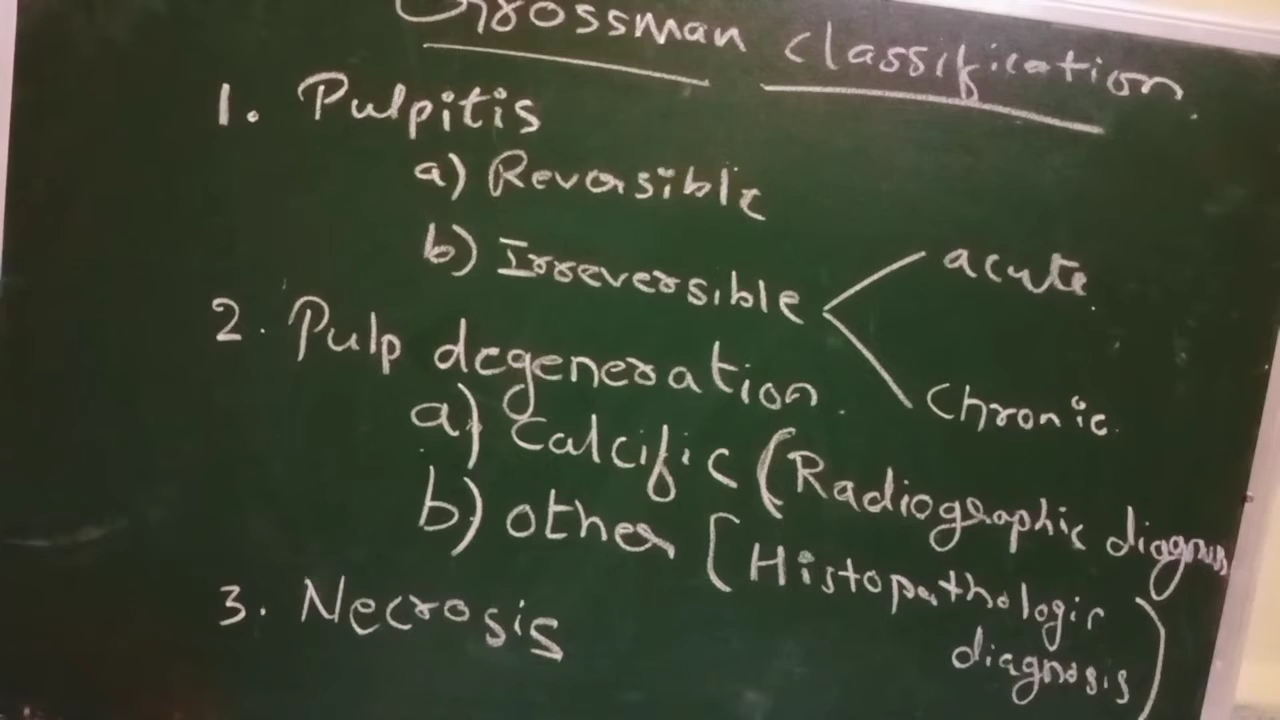 Grossman classification
1. Pulpitis
a) Reversible
b) Irreversible
acute
Chronic
2. Pulp degeneration
a) Calcific (Radiographic diagnosis
b) other [Histopathologic
diagnosis)
3. Necrosis